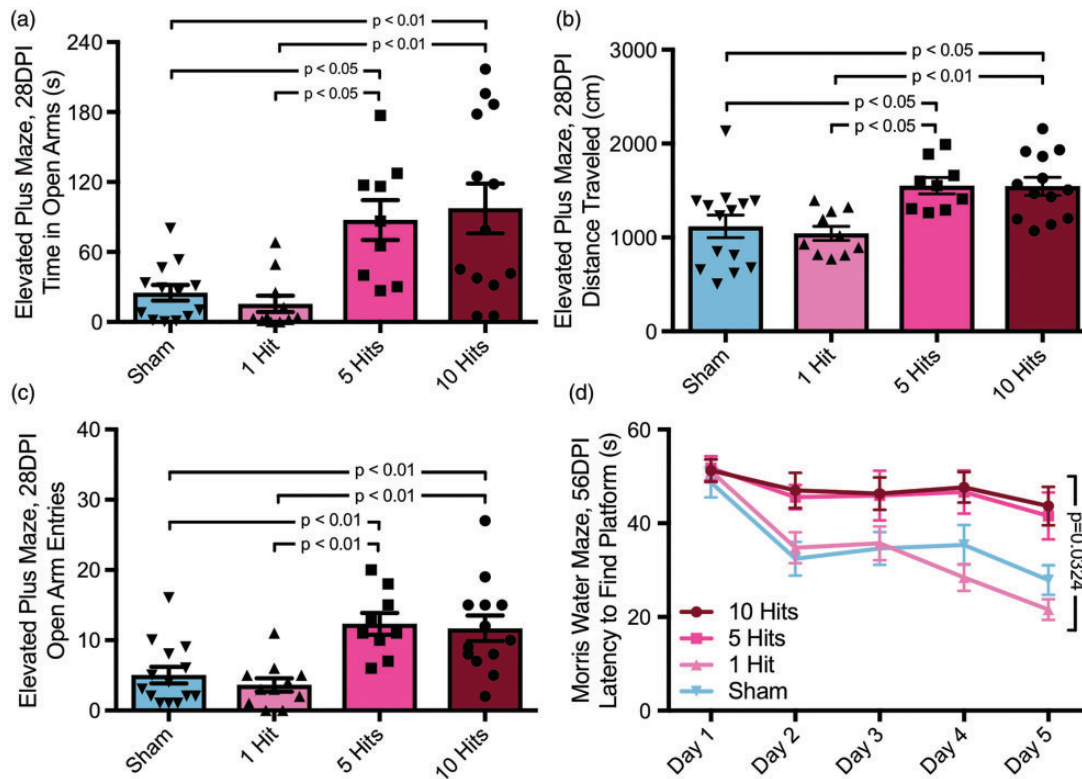 (a)
Elevated Plus Maze, 28DPI
Time in Open Arms (s)
240
180
120
60
0
p < 0.01
p < 0.01
p < 0.05
p < 0.05
Sham
1 Hit
5 Hits
10 Hits
(b)
Elevated Plus Maze, 28DPI
Distance Traveled (cm)
3000
2000
1000
0
p < 0.05
p < 0.01
p < 0.05
p < 0.05
Sham
1 Hit
5 Hits
10 Hits
(c)
Elevated Plus Maze, 28DPI
Open Arm Entries
40
30
20
10
0
p < 0.01
p < 0.01
p < 0.01
p < 0.01
Sham
1 Hit
5 Hits
10 Hits
(d)
Morris Water Maze, 56DPI
Latency to Find Platform (s)
60
40
20
0
10 Hits
5 Hits
1 Hit
Sham
p=0.0324
Day 1
Day 2
Day 3
Day 4
Day 5